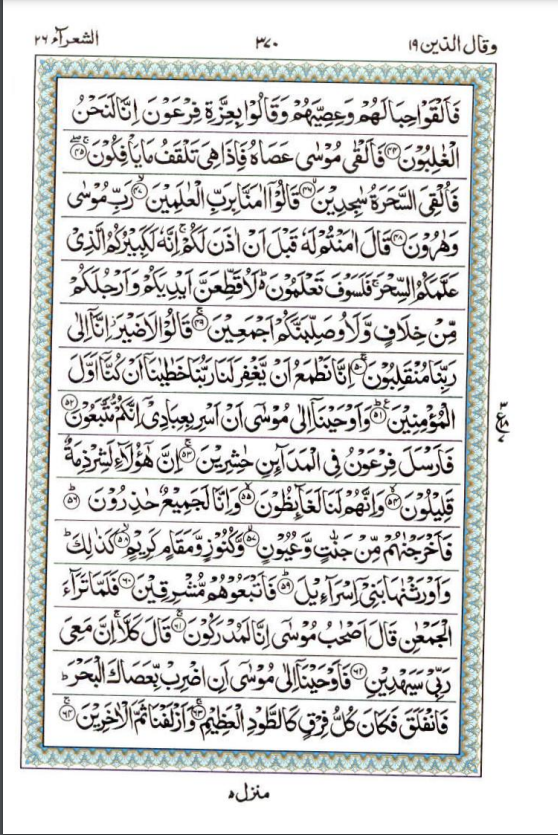 وقال الذين ١٩ ٣٧٠ الشعرآء ٢٦
فَاَلْقَوْا حِبَالَهُمْ وَعِصِيَّهُمْ وَقَالُوْا بِعِزَّةِ فِرْعَوْنَ اِنَّا لَنَحْنُ
الْغٰلِبُوْنَ ﴿٤٤﴾ فَاَلْقٰى مُوْسٰى عَصَاهُ فَاِذَا هِىَ تَلْقَفُ مَا يَاْفِكُوْنَ ﴿٤٥﴾
فَاُلْقِىَ السَّحَرَةُ سٰجِدِيْنَ ﴿٤٦﴾ قَالُوْۤا اٰمَنَّا بِرَبِّ الْعٰلَمِيْنَ ﴿٤٧﴾ رَبِّ مُوْسٰى
وَهٰرُوْنَ ﴿٤٨﴾ قَالَ اٰمَنْتُمْ لَهٗ قَبْلَ اَنْ اٰذَنَ لَكُمْ ۚ اِنَّهٗ لَكَبِيْرُكُمُ الَّذِىْ
عَلَّمَكُمُ السِّحْرَ ۚ فَلَسَوْفَ تَعْلَمُوْنَ ۬ؕ لَاُقَطِّعَنَّ اَيْدِيَكُمْ وَاَرْجُلَكُمْ
مِّنْ خِلَافٍ وَّلَاُوصَلِّبَنَّكُمْ اَجْمَعِيْنَ ﴿٤٩﴾ قَالُوْا لَا ضَيْرَ ؗ اِنَّاۤ اِلٰى
رَبِّنَا مُنْقَلِبُوْنَ ﴿٥٠﴾ اِنَّا نَطْمَعُ اَنْ يَّغْفِرَ لَنَا رَبُّنَا خَطٰيٰنَاۤ اَنْ كُنَّاۤ اَوَّلَ
الْمُؤْمِنِيْنَ ﴿٥١﴾ وَاَوْحَيْنَاۤ اِلٰى مُوْسٰۤى اَنْ اَسْرِ بِعِبَادِىْۤ اِنَّكُمْ مُّتَّبَعُوْنَ ﴿٥٢﴾
فَاَرْسَلَ فِرْعَوْنُ فِى الْمَدَآئِنِ حٰشِرِيْنَ ﴿٥٣﴾ اِنَّ هٰۤؤُلَآءِ لَشِرْذِمَةٌ
قَلِيْلُوْنَ ﴿٥٤﴾ وَاِنَّهُمْ لَنَا لَغَآئِظُوْنَ ﴿٥٥﴾ وَاِنَّا لَجَمِيْعٌ حٰذِرُوْنَ ﴿٥٦﴾
فَاَخْرَجْنٰهُمْ مِّنْ جَنّٰتٍ وَّعُيُوْنٍ ﴿٥٧﴾ وَّكُنُوْزٍ وَّمَقَامٍ كَرِيْمٍ ﴿٥٨﴾ كَذٰلِكَ ؕ
وَاَوْرَثْنٰهَا بَنِىْۤ اِسْرَآءِيْلَ ﴿٥٩﴾ فَاَتْبَعُوْهُمْ مُّشْرِقِيْنَ ﴿٦٠﴾ فَلَمَّا تَرَآءَ
الْجَمْعٰنِ قَالَ اَصْحٰبُ مُوْسٰۤى اِنَّا لَمُدْرَكُوْنَ ﴿٦١﴾ قَالَ كَلَّا ۚ اِنَّ مَعِىَ
رَبِّىْ سَيَهْدِيْنِ ﴿٦٢﴾ فَاَوْحَيْنَاۤ اِلٰى مُوْسٰۤى اَنِ اضْرِبْ بِّعَصَاكَ الْبَحْرَ ؕ
فَانْفَلَقَ فَكَانَ كُلُّ فِرْقٍ كَالطَّوْدِ الْعَظِيْمِ ﴿٦٣﴾ وَاَزْلَفْنَا ثَمَّ الْاٰخَرِيْنَ ﴿٦٤﴾
منزل ٥